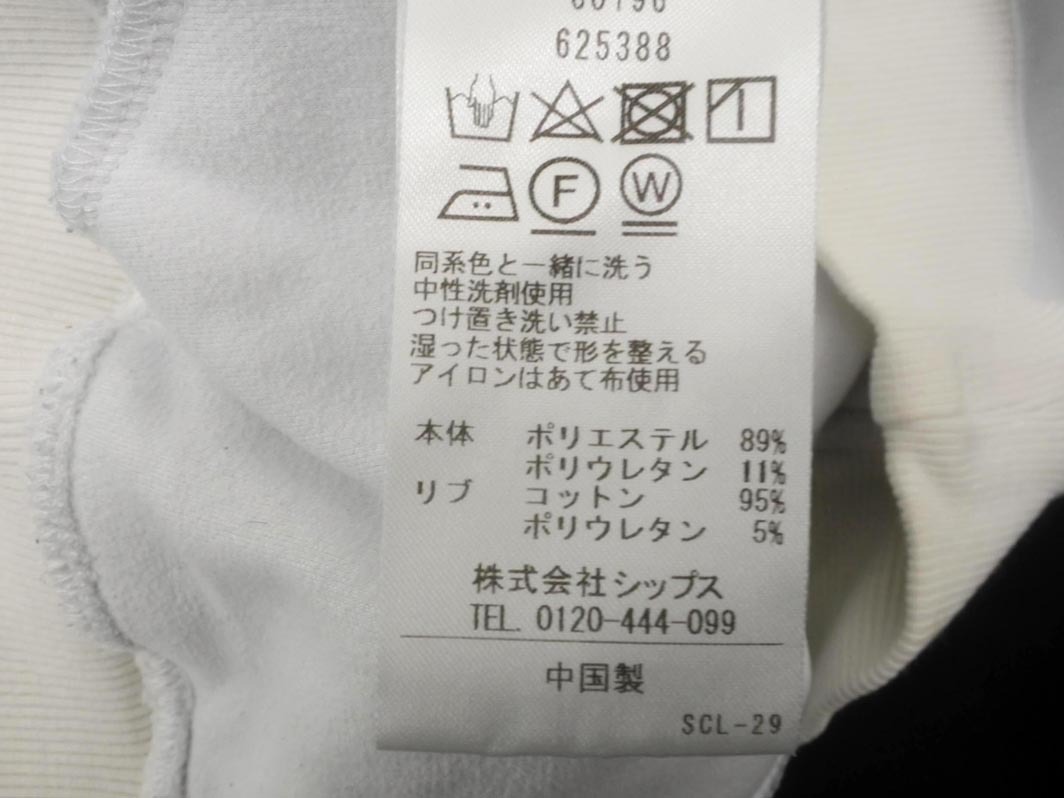 625388
F W
同系色と一緒に洗う
中性洗剤使用
つけ置き洗い禁止
湿った状態で形を整える
アイロンはあて布使用
本体 ポリエステル 89%
ポリウレタン 11%
リブ コットン 95%
ポリウレタン 5%
株式会社シップス
TEL. 0120-444-099
中国製
SCL-29